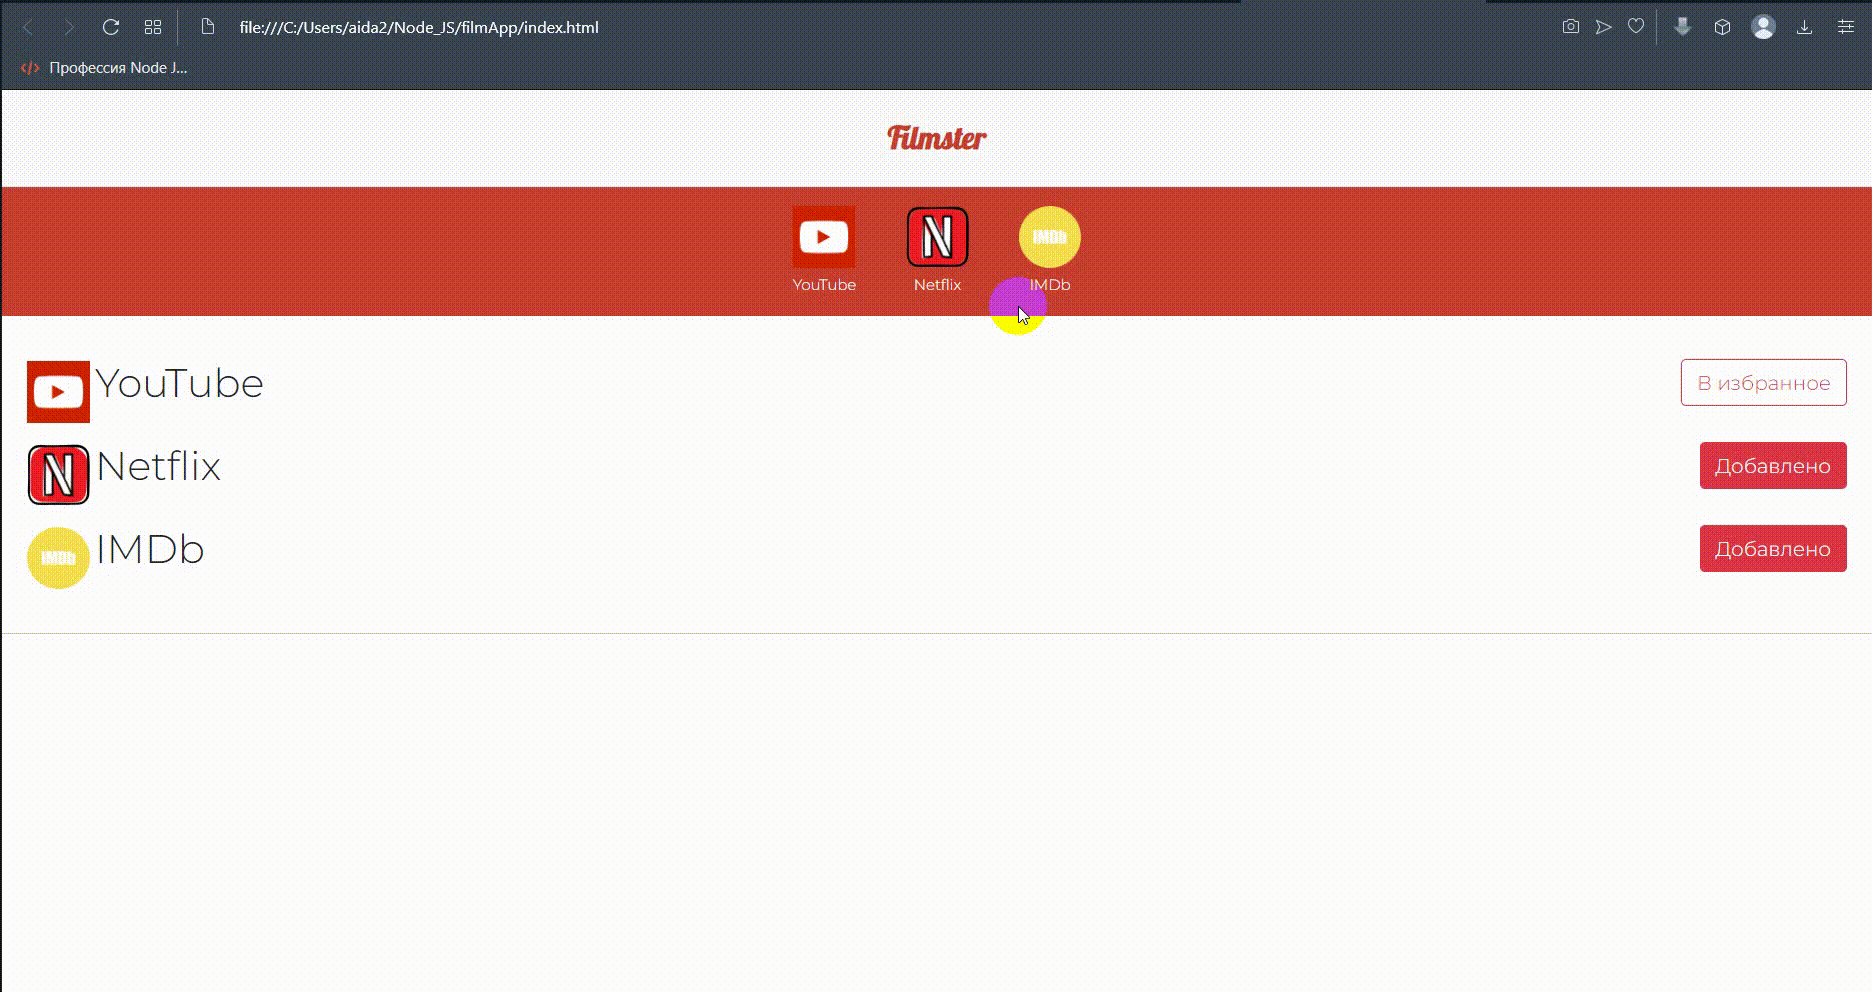 file:///C:/Users/aida2/Node_JS/filmApp/index.html
Профессия Node J...
Filmster
N
IMDb
YouTube
Netflix
IMDb
YouTube
В избранное
N
Netflix
Добавлено
IMDb
IMDb
Добавлено